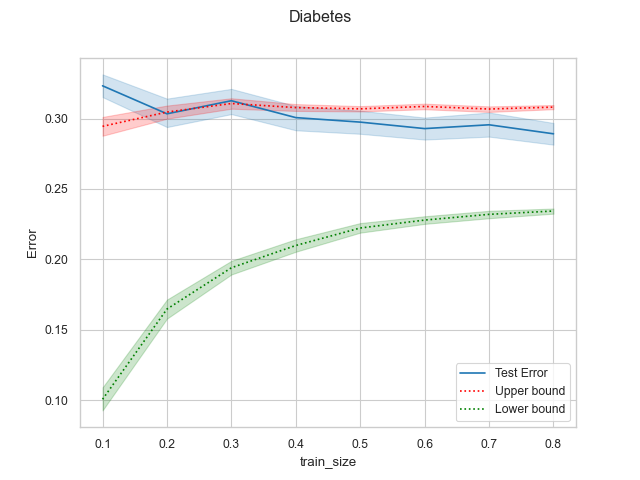 Diabetes
Error
0.30
0.25
0.20
0.15
0.10
0.1 0.2 0.3 0.4 0.5 0.6 0.7 0.8
train_size
Test Error
Upper bound
Lower bound